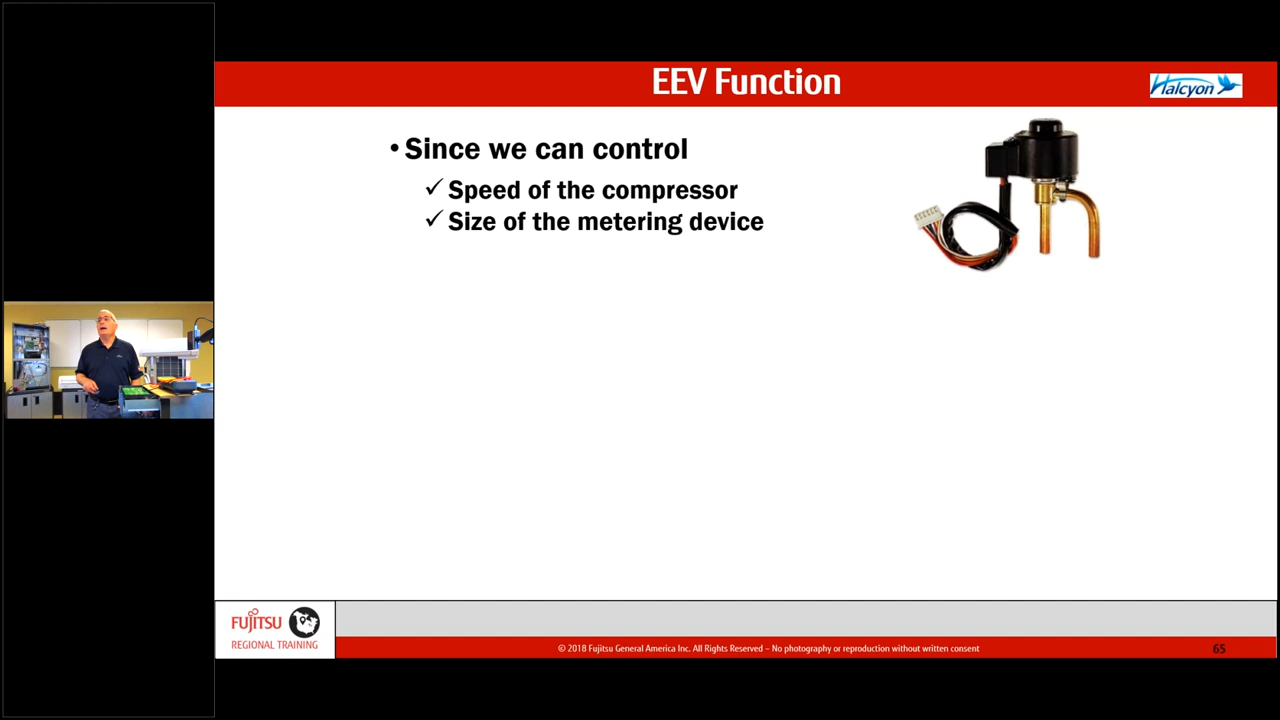 EEV Function
Halcyon
• Since we can control
✓ Speed of the compressor
✓ Size of the metering device
FUJITSU
REGIONAL TRAINING
© 2018 Fujitsu General America Inc. All Rights Reserved – No photography or reproduction without written consent
65